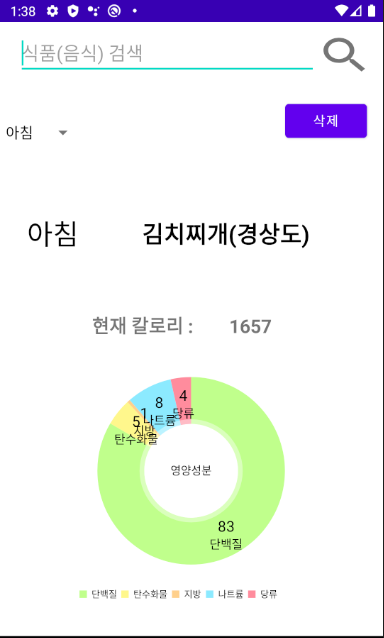 1:38
식품(음식) 검색
삭제
아침
아침 김치찌개(경상도)
현재 칼로리 : 1657
4
당류
8
나트륨
1
지방
5
탄수화물
영양성분
83
단백질
단백질 탄수화물 지방 나트륨 당류